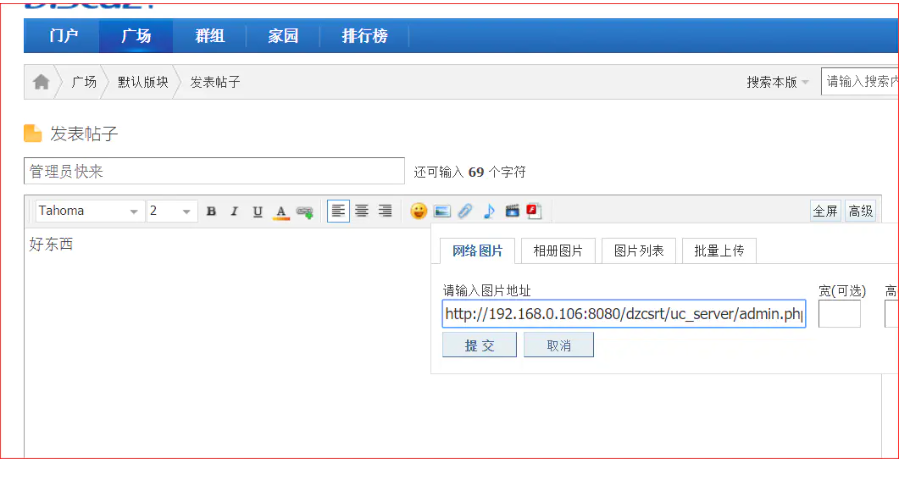 门户 广场 群组 家园 排行榜
广场 默认版块 发表帖子 搜索本版 请输入搜索内
发表帖子
管理员快来 还可输入 69 个字符
Tahoma 2 B I U A 全屏 高级
好东西
网络图片 相册图片 图片列表 批量上传
请输入图片地址 宽(可选) 高
http://192.168.0.106:8080/dzcsrt/uc_server/admin.php
提交 取消